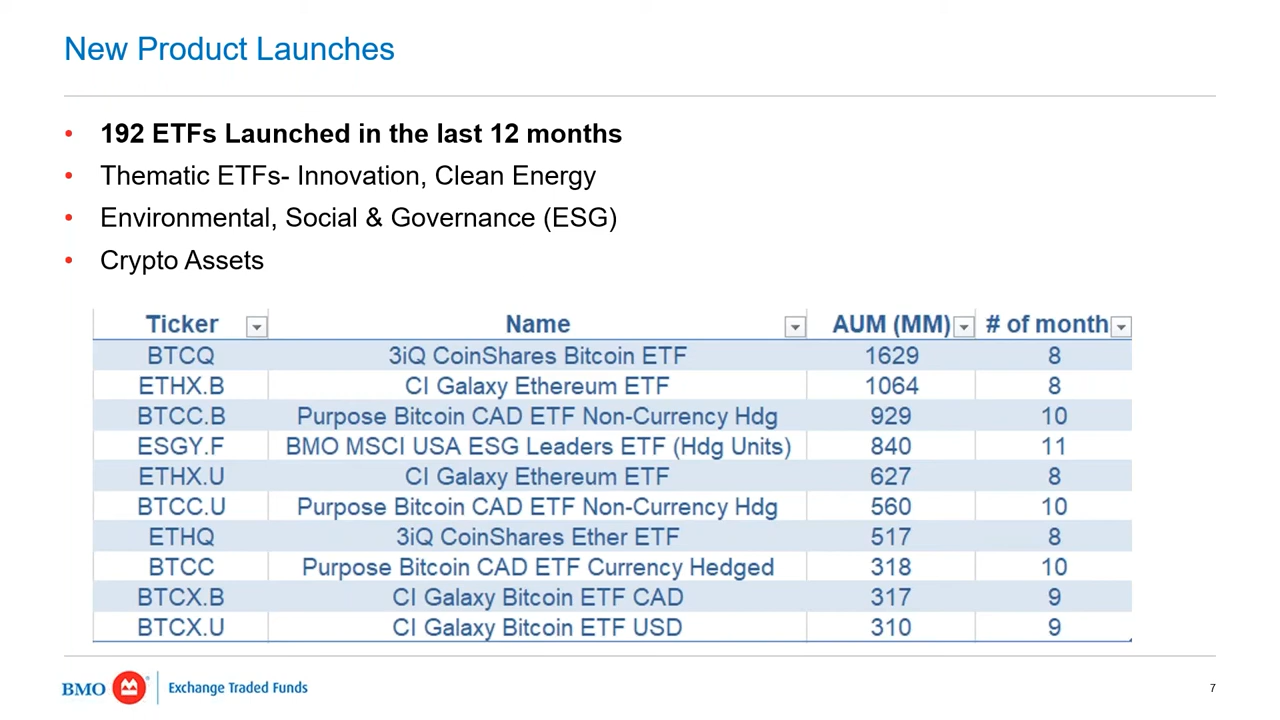 New Product Launches
• 192 ETFs Launched in the last 12 months
• Thematic ETFs- Innovation, Clean Energy
• Environmental, Social & Governance (ESG)
• Crypto Assets
Ticker Name AUM (MM) # of month
BTCQ 3iQ CoinShares Bitcoin ETF 1629 8
ETHX.B CI Galaxy Ethereum ETF 1064 8
BTCC.B Purpose Bitcoin CAD ETF Non-Currency Hdg 929 10
ESGY.F BMO MSCI USA ESG Leaders ETF (Hdg Units) 840 11
ETHX.U CI Galaxy Ethereum ETF 627 8
BTCC.U Purpose Bitcoin CAD ETF Non-Currency Hdg 560 10
ETHQ 3iQ CoinShares Ether ETF 517 8
BTCC Purpose Bitcoin CAD ETF Currency Hedged 318 10
BTCX.B CI Galaxy Bitcoin ETF CAD 317 9
BTCX.U CI Galaxy Bitcoin ETF USD 310 9
BMO Exchange Traded Funds 7